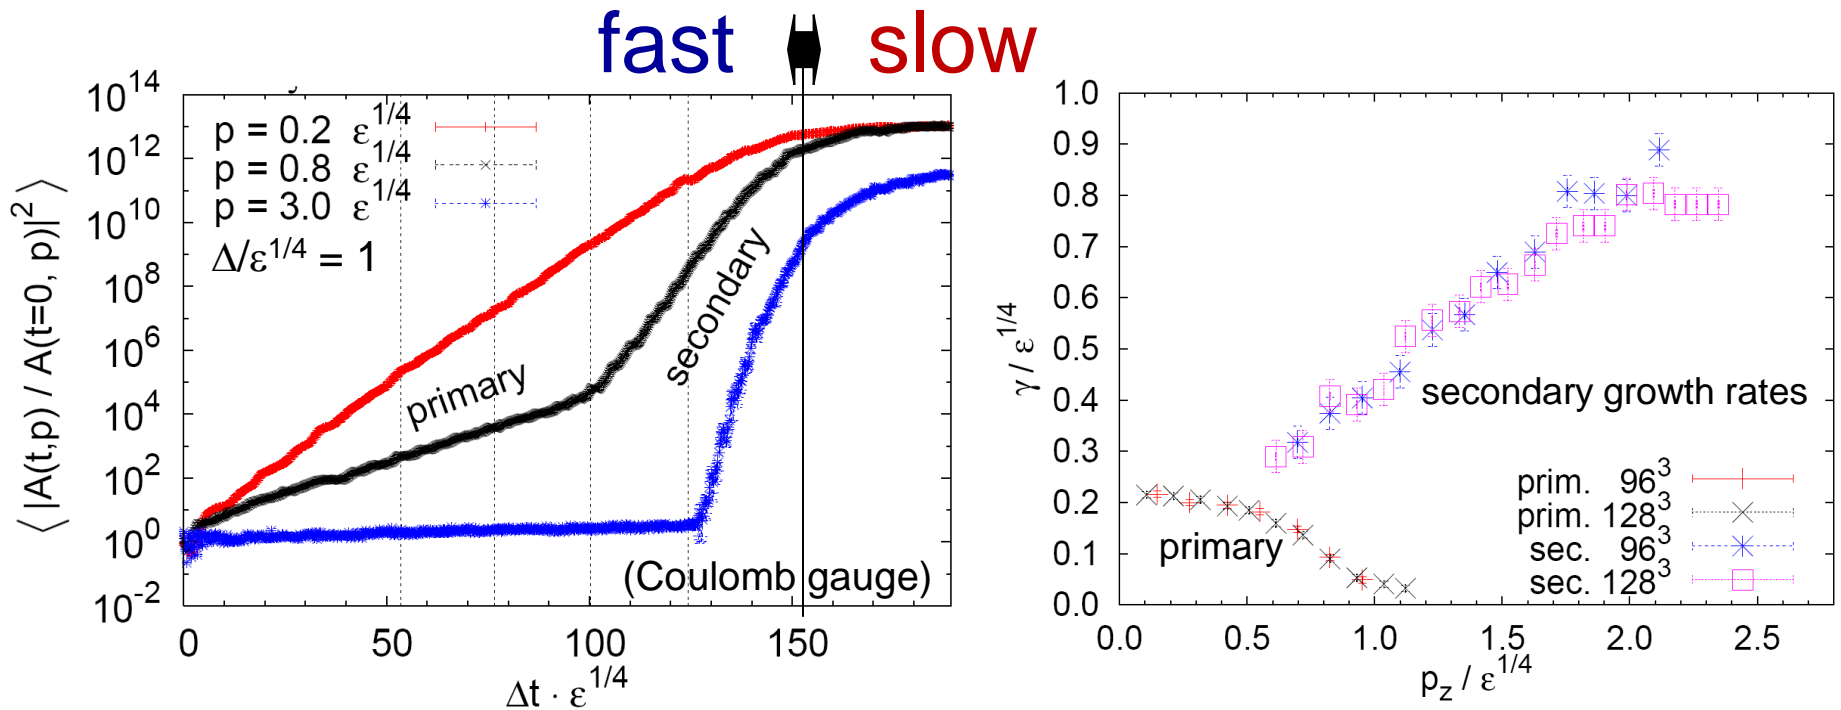 fast slow
10^14
10^12
10^10
10^8
10^6
10^4
10^2
10^0
10^-2
⟨ |A(t,p) / A(t=0, p)|^2 ⟩
p = 0.2 ε^1/4
p = 0.8 ε^1/4
p = 3.0 ε^1/4
Δ/ε^1/4 = 1
primary
secondary
(Coulomb gauge)
0 50 100 150
Δt · ε^1/4
1.0
0.9
0.8
0.7
0.6
0.5
0.4
0.3
0.2
0.1
0.0
γ / ε^1/4
secondary growth rates
primary
prim. 96^3
prim. 128^3
sec. 96^3
sec. 128^3
0.0 0.5 1.0 1.5 2.0 2.5
p_z / ε^1/4